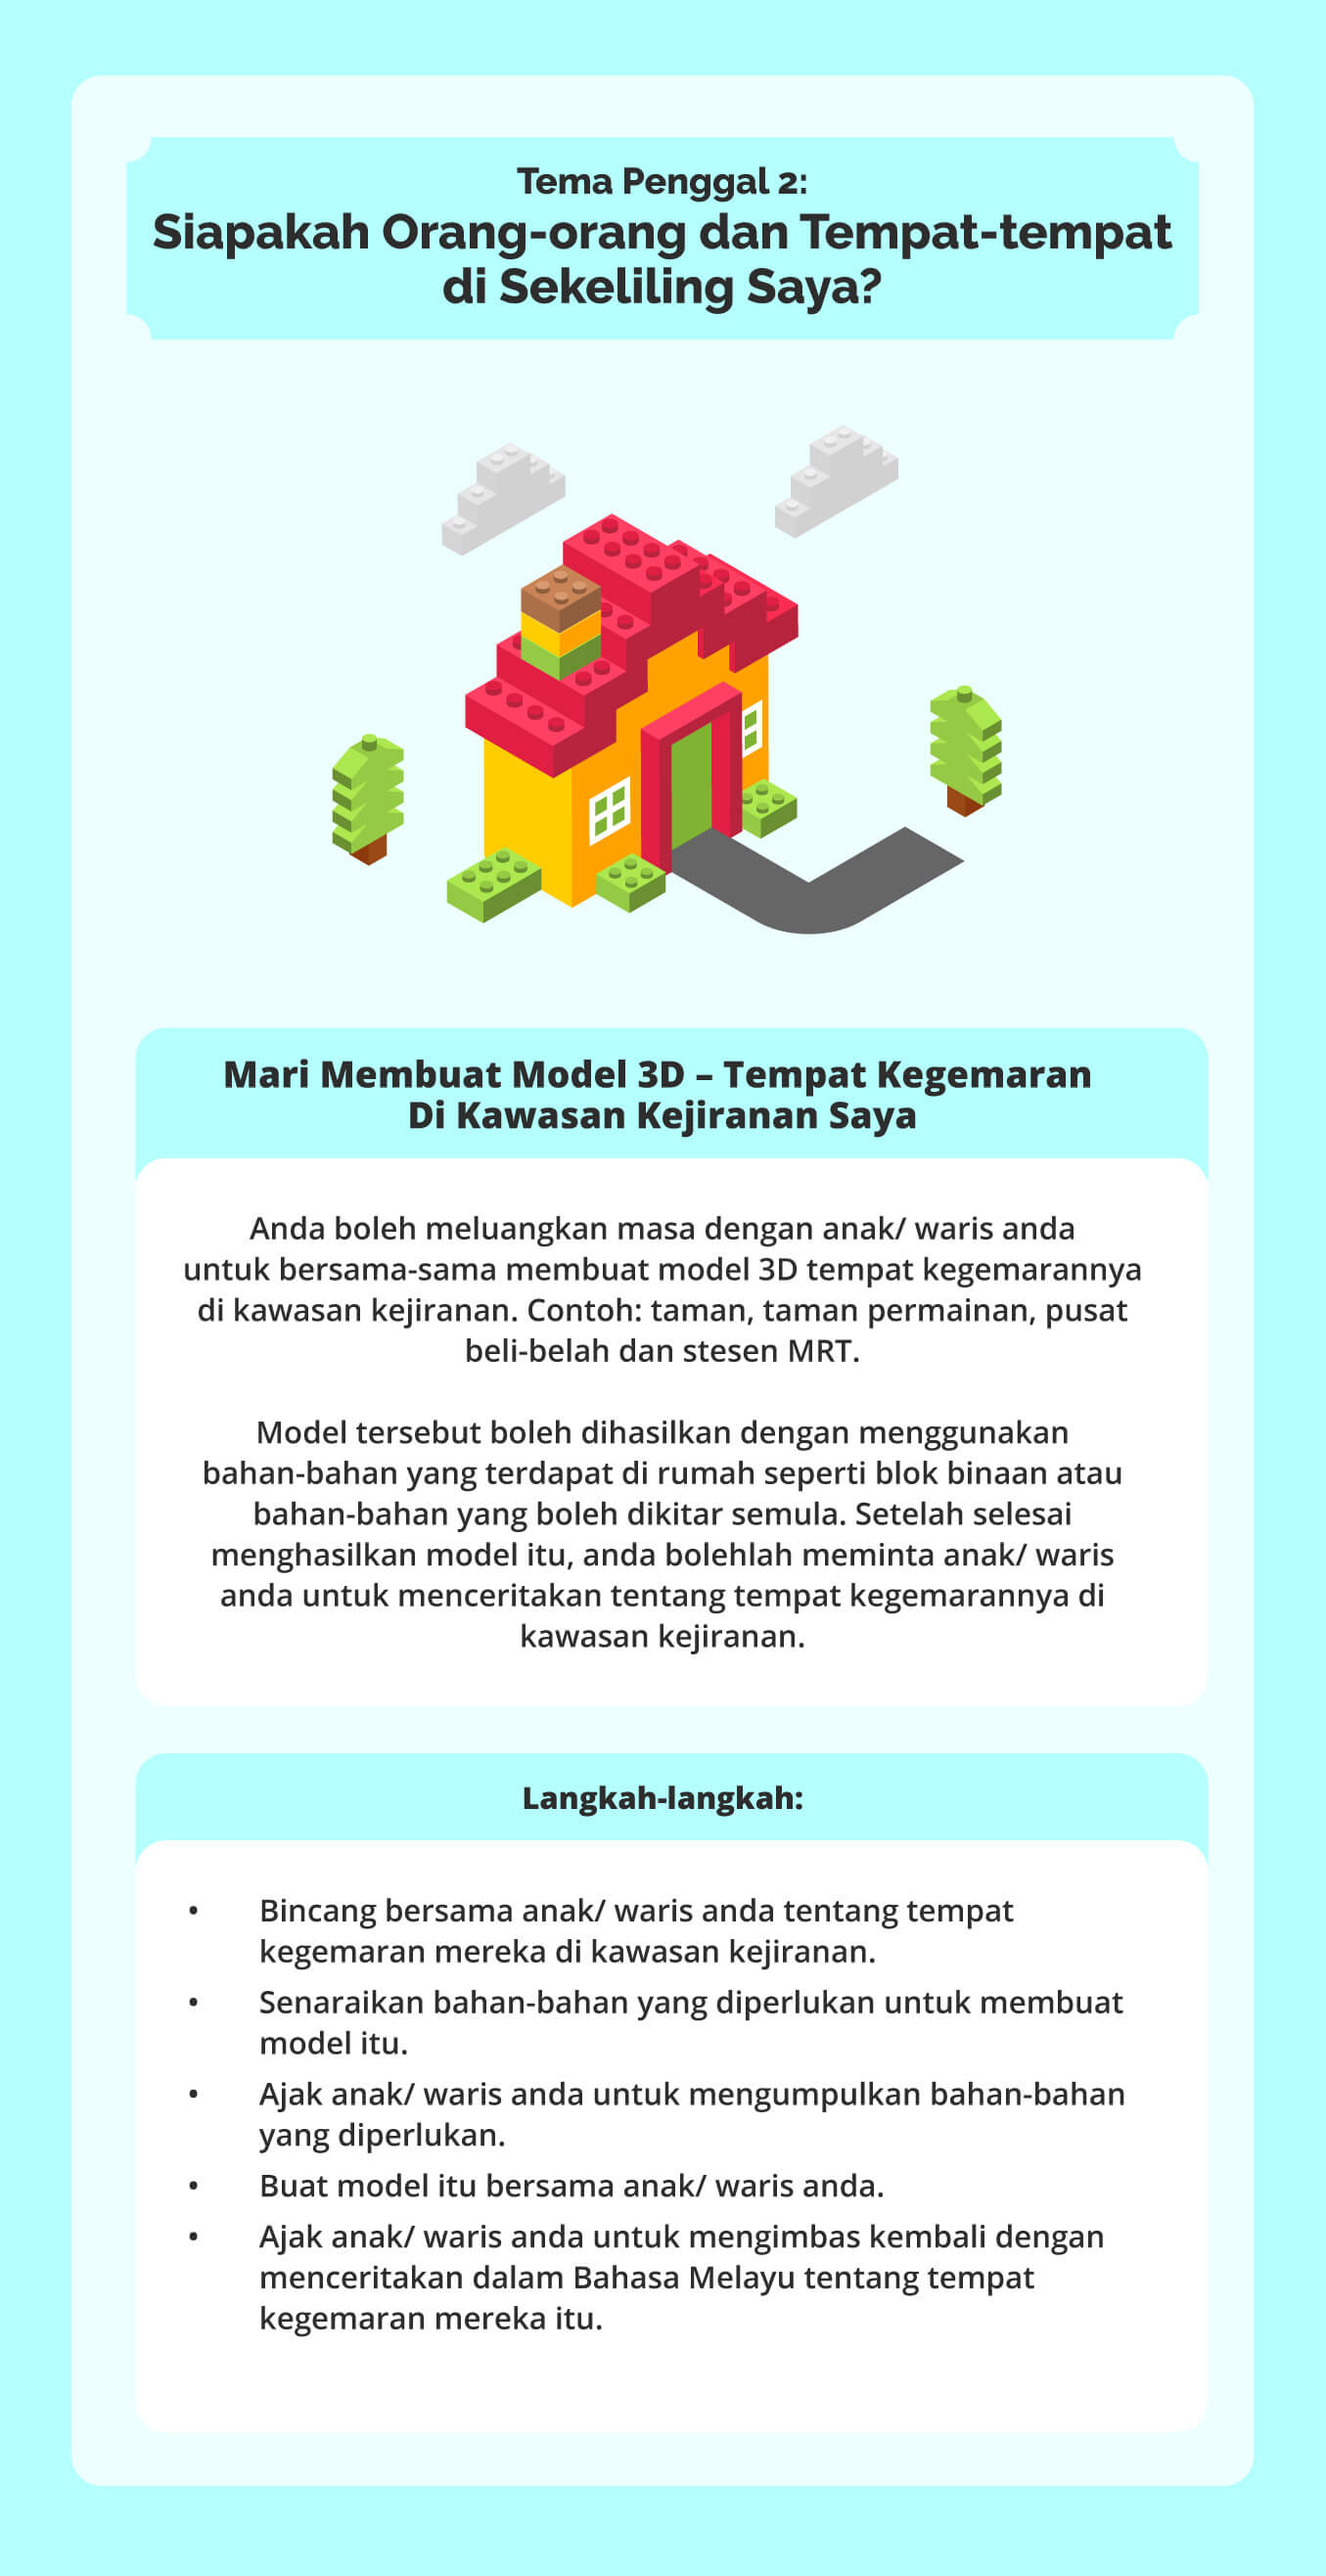 Tema Penggal 2:
Siapakah Orang-orang dan Tempat-tempat
di Sekeliling Saya?
Mari Membuat Model 3D – Tempat Kegemaran
Di Kawasan Kejiranan Saya
Anda boleh meluangkan masa dengan anak/ waris anda
untuk bersama-sama membuat model 3D tempat kegemarannya
di kawasan kejiranan. Contoh: taman, taman permainan, pusat
beli-belah dan stesen MRT.
Model tersebut boleh dihasilkan dengan menggunakan
bahan-bahan yang terdapat di rumah seperti blok binaan atau
bahan-bahan yang boleh dikitar semula. Setelah selesai
menghasilkan model itu, anda bolehlah meminta anak/ waris
anda untuk menceritakan tentang tempat kegemarannya di
kawasan kejiranan.
Langkah-langkah:
• Bincang bersama anak/ waris anda tentang tempat
kegemaran mereka di kawasan kejiranan.
• Senaraikan bahan-bahan yang diperlukan untuk membuat
model itu.
• Ajak anak/ waris anda untuk mengumpulkan bahan-bahan
yang diperlukan.
• Buat model itu bersama anak/ waris anda.
• Ajak anak/ waris anda untuk mengimbas kembali dengan
menceritakan dalam Bahasa Melayu tentang tempat
kegemaran mereka itu.